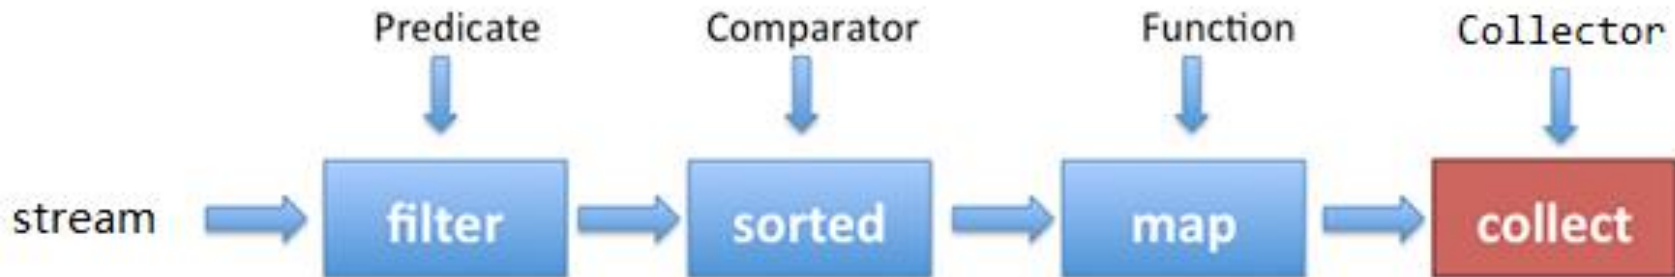 Predicate Comparator Function Collector
stream filter sorted map collect